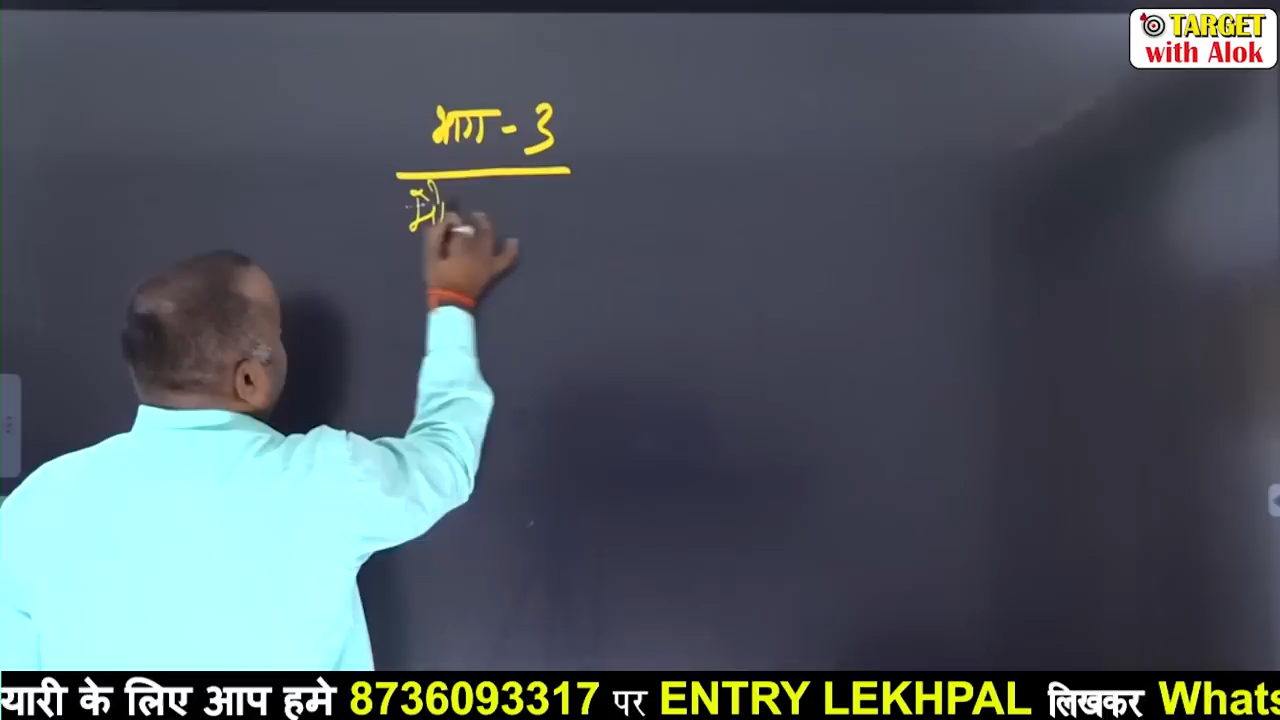 TARGET
with Alok
भाग - 3
यारी के लिए आप हमे 8736093317 पर ENTRY LEKHPAL लिखकर Whats